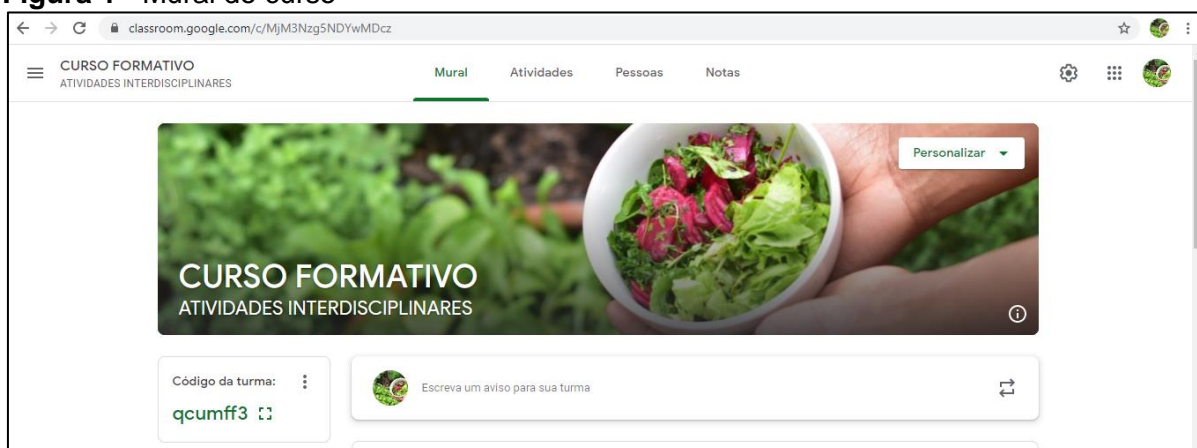 Figura 1 - Mural do curso
classroom.google.com/c/MjM3Nzg5NDYwMDcz
CURSO FORMATIVO
ATIVIDADES INTERDISCIPLINARES
Mural Atividades Pessoas Notas
Personalizar
CURSO FORMATIVO
ATIVIDADES INTERDISCIPLINARES
Código da turma:
qcumff3
Escreva um aviso para sua turma